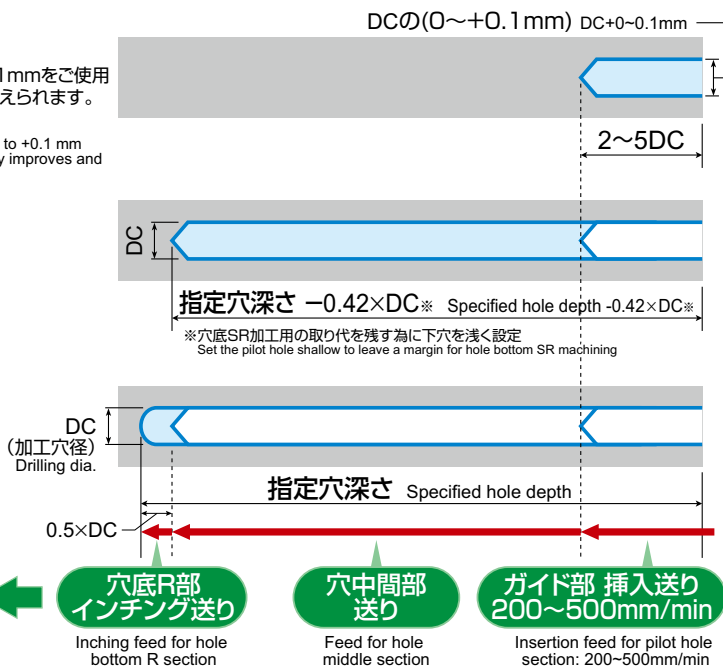 DCの(0〜+0.1mm) DC+0~0.1mm
1mmをご使用
えられます。
to +0.1 mm
y improves and
2〜5DC
DC
指定穴深さ −0.42×DC※ Specified hole depth -0.42×DC※
※穴底SR加工用の取り代を残す為に下穴を浅く設定
Set the pilot hole shallow to leave a margin for hole bottom SR machining
DC
(加工穴径)
Drilling dia.
指定穴深さ Specified hole depth
0.5×DC
穴底R部
インチング送り
Inching feed for hole
bottom R section
穴中間部
送り
Feed for hole
middle section
ガイド部 挿入送り
200〜500mm/min
Insertion feed for pilot hole
section: 200~500mm/min